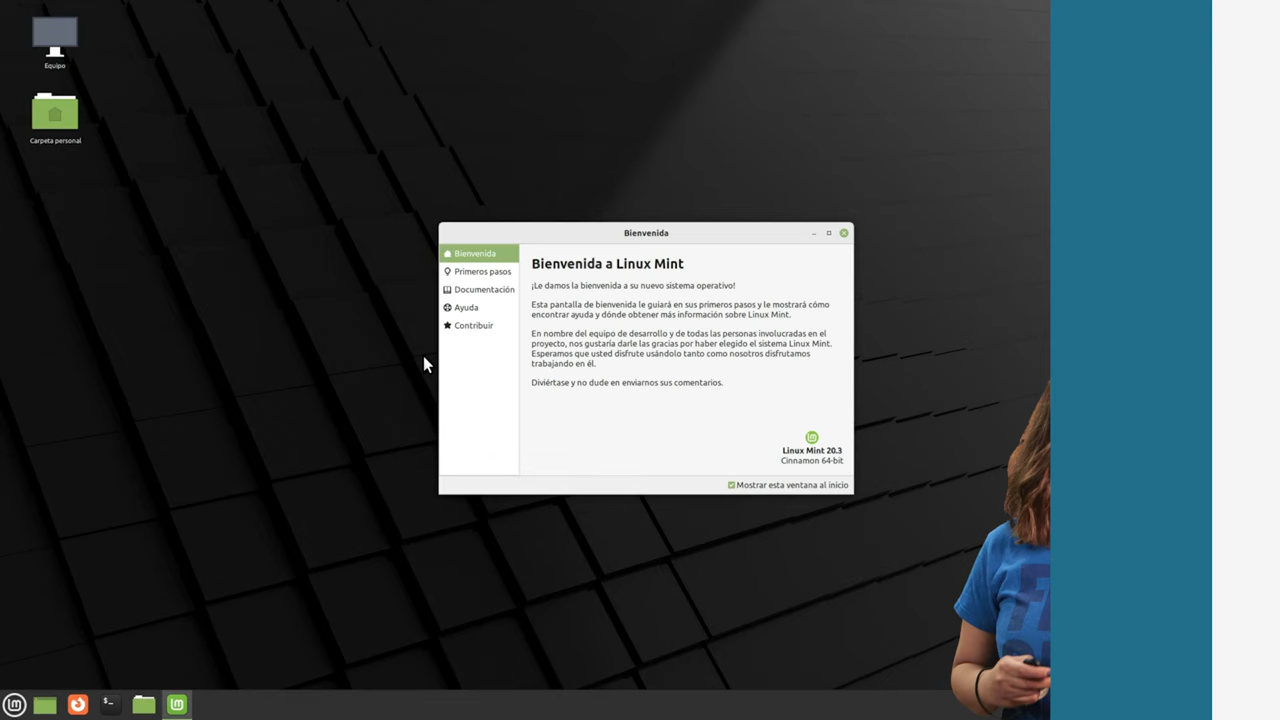 Equipo
Carpeta personal
Bienvenida
Bienvenida
Primeros pasos
Documentación
Ayuda
Contribuir
Bienvenida a Linux Mint
¡Le damos la bienvenida a su nuevo sistema operativo!
Esta pantalla de bienvenida le guiará en sus primeros pasos y le mostrará cómo
encontrar ayuda y dónde obtener más información sobre Linux Mint.
En nombre del equipo de desarrollo y de todas las personas involucradas en el
proyecto, nos gustaría darle las gracias por haber elegido el sistema Linux Mint.
Esperamos que usted disfrute usándolo tanto como nosotros disfrutamos
trabajando en él.
Diviértase y no dude en enviarnos sus comentarios.
Linux Mint 20.3
Cinnamon 64-bit
Mostrar esta ventana al inicio